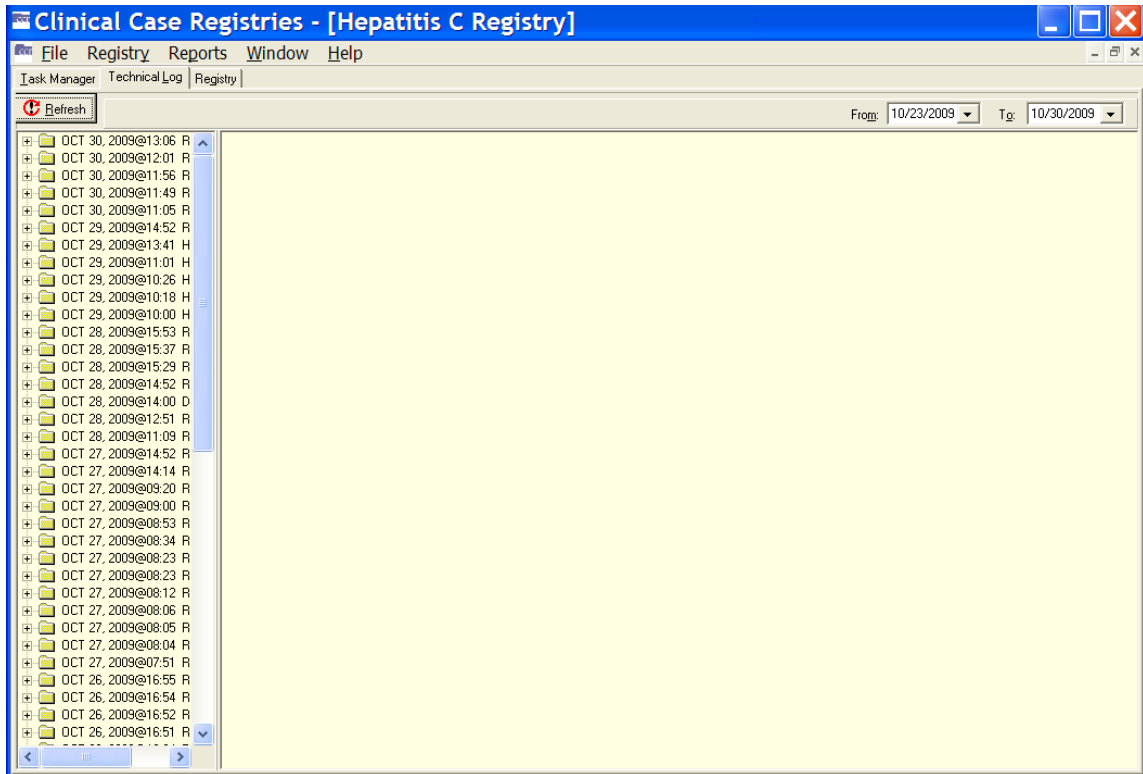 Clinical Case Registries - [Hepatitis C Registry]
File Registry Reports Window Help
Task Manager Technical Log Registry
Refresh From: 10/23/2009 To: 10/30/2009
OCT 30, 2009@13:06 R
OCT 30, 2009@12:01 R
OCT 30, 2009@11:56 R
OCT 30, 2009@11:49 R
OCT 30, 2009@11:05 R
OCT 29, 2009@14:52 R
OCT 29, 2009@13:41 H
OCT 29, 2009@11:01 H
OCT 29, 2009@10:26 H
OCT 29, 2009@10:18 H
OCT 29, 2009@10:00 H
OCT 28, 2009@15:53 R
OCT 28, 2009@15:37 R
OCT 28, 2009@15:29 R
OCT 28, 2009@14:52 R
OCT 28, 2009@14:00 D
OCT 28, 2009@12:51 R
OCT 28, 2009@11:09 R
OCT 27, 2009@14:52 R
OCT 27, 2009@14:14 R
OCT 27, 2009@09:20 R
OCT 27, 2009@09:00 R
OCT 27, 2009@08:53 R
OCT 27, 2009@08:34 R
OCT 27, 2009@08:23 R
OCT 27, 2009@08:23 R
OCT 27, 2009@08:12 R
OCT 27, 2009@08:06 R
OCT 27, 2009@08:05 R
OCT 27, 2009@08:04 R
OCT 27, 2009@07:51 R
OCT 26, 2009@16:55 R
OCT 26, 2009@16:54 R
OCT 26, 2009@16:52 R
OCT 26, 2009@16:51 R